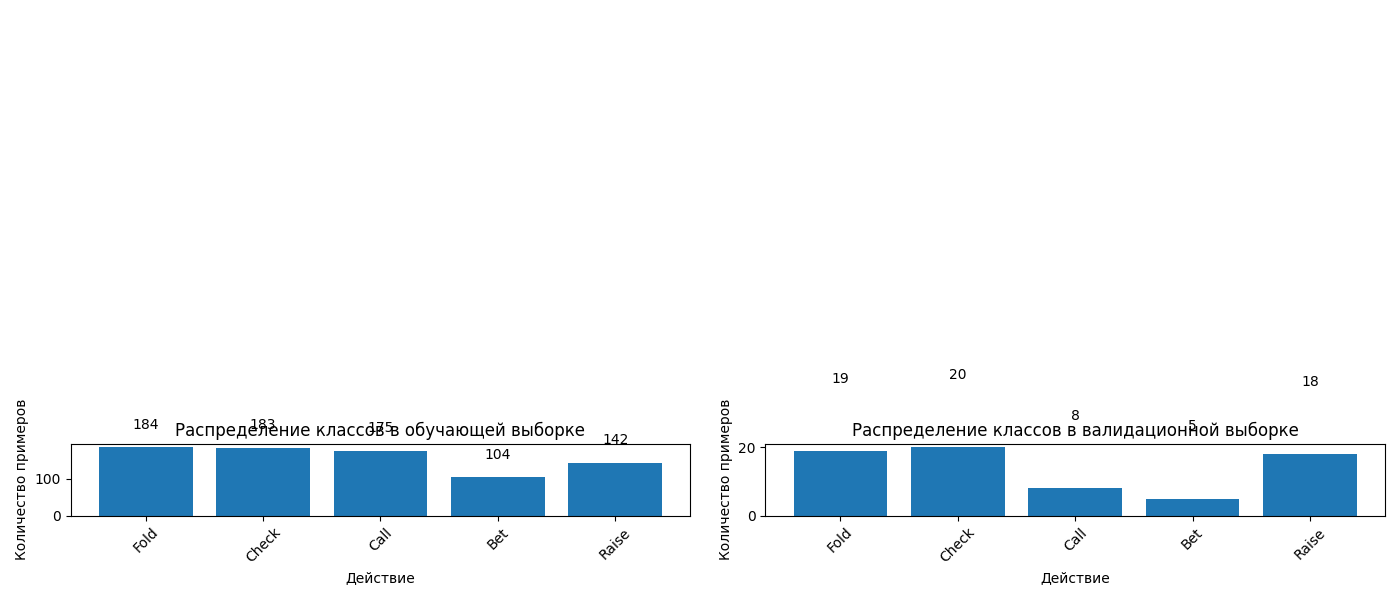 Распределение классов в обучающей выборке
184
183
175
104
142
Количество примеров
100
0
Fold
Check
Call
Bet
Raise
Действие
Распределение классов в валидационной выборке
19
20
8
5
18
Количество примеров
20
0
Fold
Check
Call
Bet
Raise
Действие